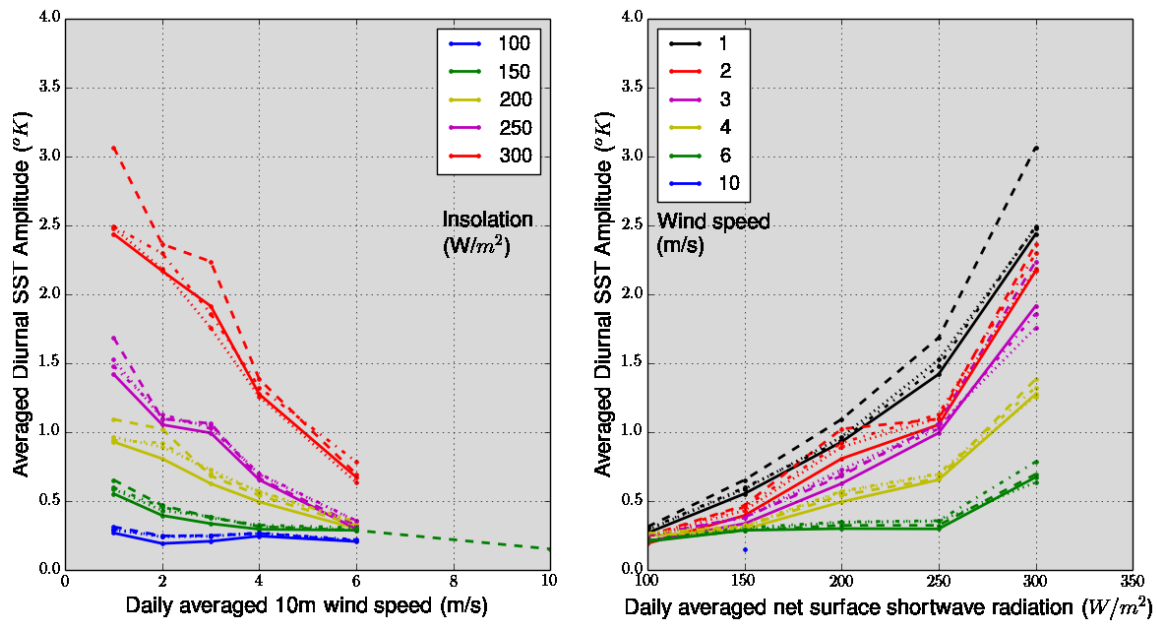 4.0
3.5
3.0
2.5
2.0
1.5
1.0
0.5
0.0
Averaged Diurnal SST Amplitude (°K)
100
150
200
250
300
Insolation
(W/m²)
0 2 4 6 8 10
Daily averaged 10m wind speed (m/s)
4.0
3.5
3.0
2.5
2.0
1.5
1.0
0.5
0.0
Averaged Diurnal SST Amplitude (°K)
1
2
3
4
6
10
Wind speed
(m/s)
100 150 200 250 300 350
Daily averaged net surface shortwave radiation (W/m²)